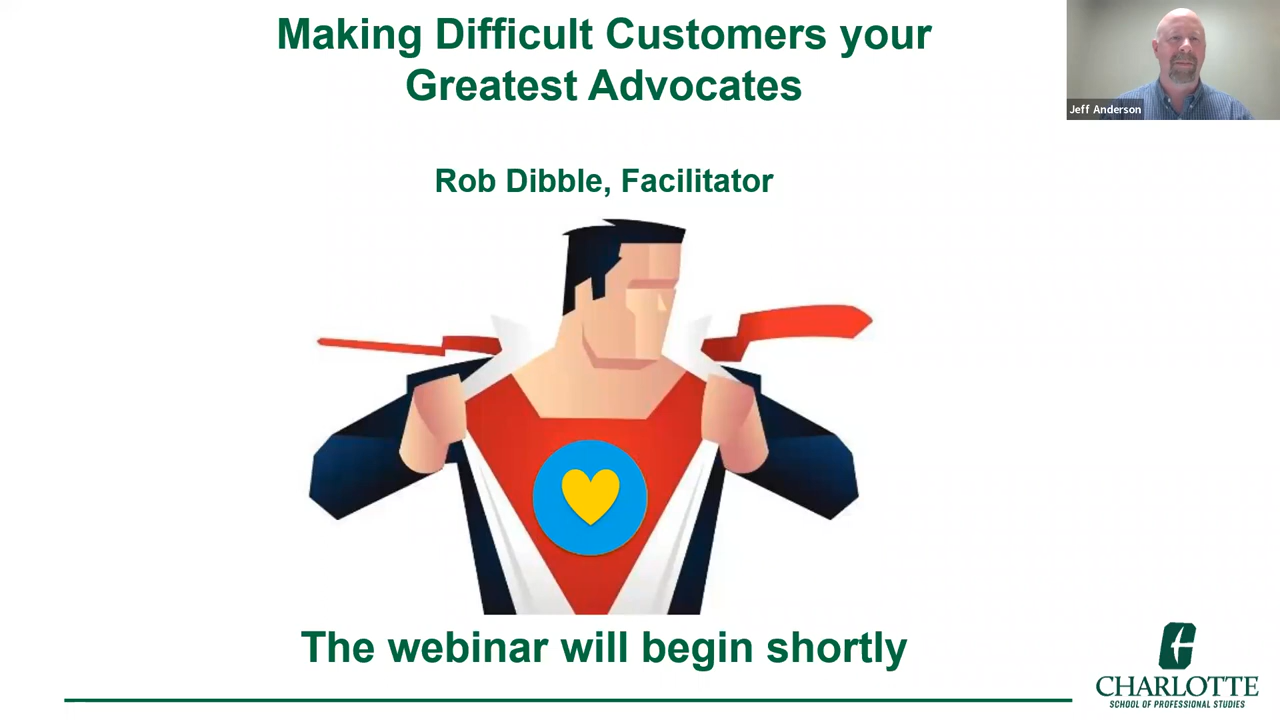 Making Difficult Customers your
Greatest Advocates
Jeff Anderson
Rob Dibble, Facilitator
The webinar will begin shortly
CHARLOTTE
SCHOOL OF PROFESSIONAL STUDIES